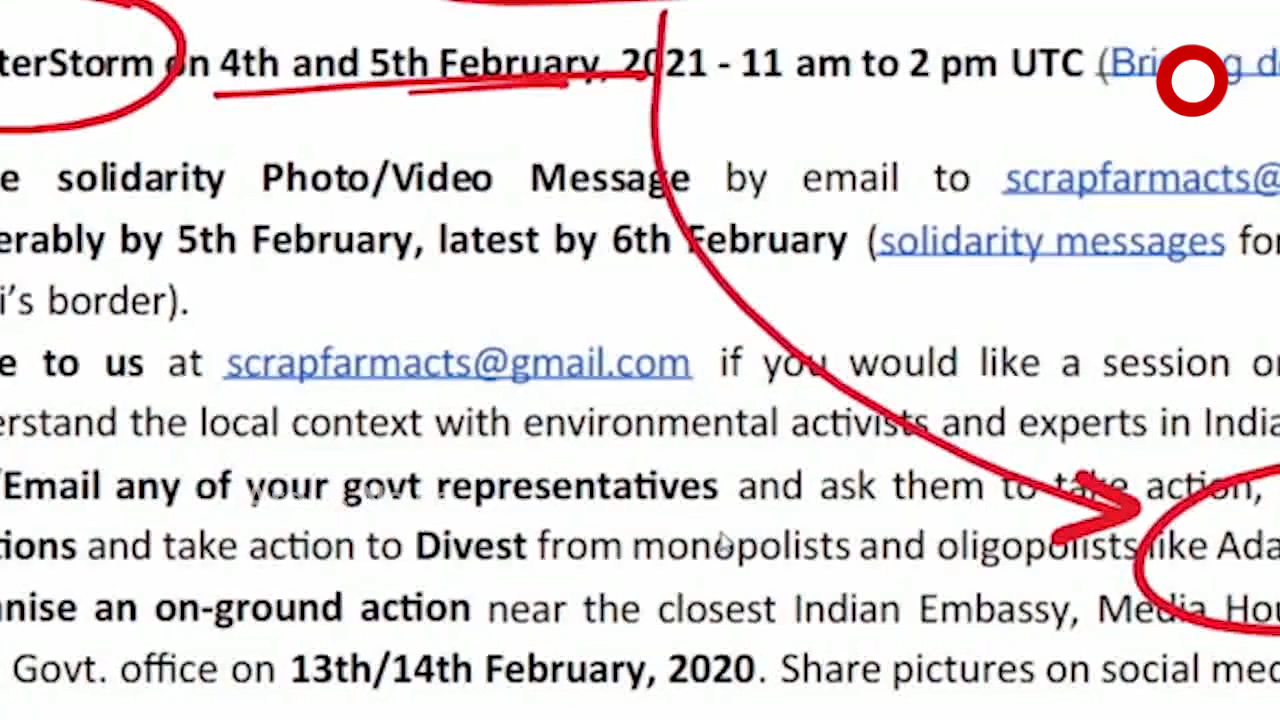 terStorm on 4th and 5th February, 2021 - 11 am to 2 pm UTC (Briefing d
e solidarity Photo/Video Message by email to scrapfarmacts@
erably by 5th February, latest by 6th February (solidarity messages for
i’s border).
e to us at scrapfarmacts@gmail.com if you would like a session or
erstand the local context with environmental activists and experts in India
/Email any of your govt representatives and ask them to take action,
tions and take action to Divest from monopolists and oligopolists like Ada
anise an on-ground action near the closest Indian Embassy, Media Hou
Govt. office on 13th/14th February, 2020. Share pictures on social med